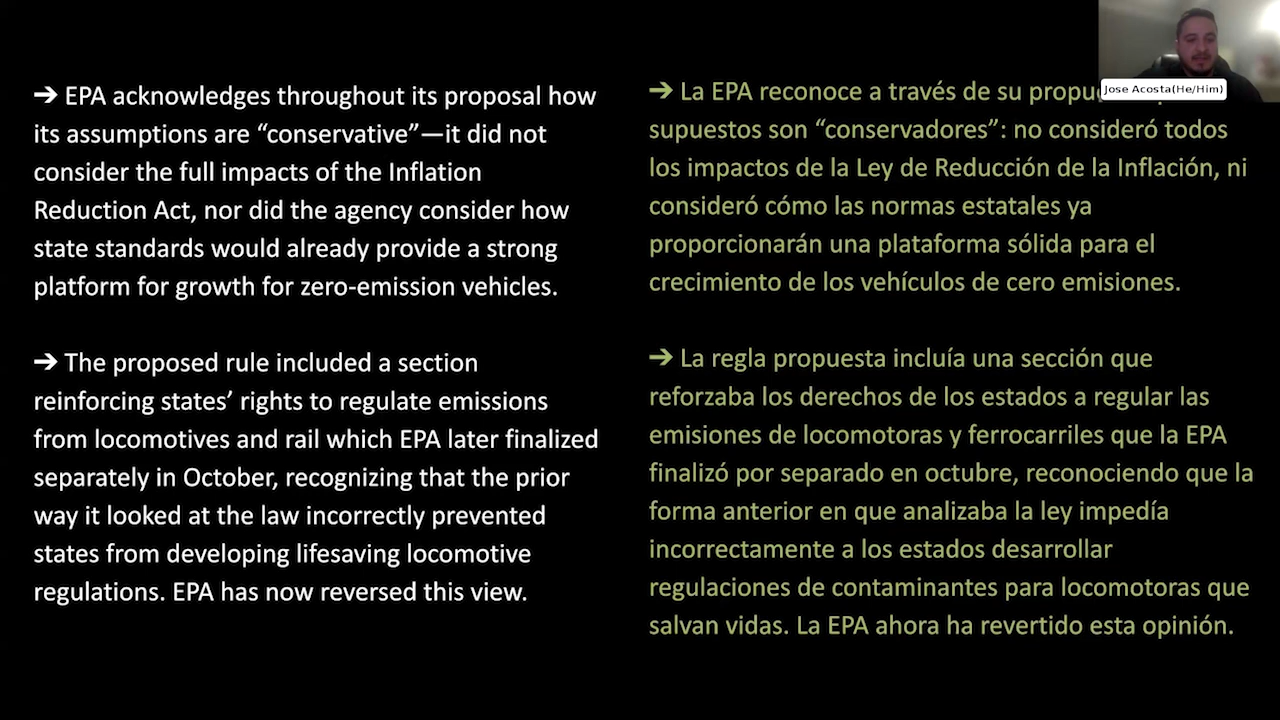 ➔ EPA acknowledges throughout its proposal how
its assumptions are “conservative”—it did not
consider the full impacts of the Inflation
Reduction Act, nor did the agency consider how
state standards would already provide a strong
platform for growth for zero-emission vehicles.
➔ The proposed rule included a section
reinforcing states’ rights to regulate emissions
from locomotives and rail which EPA later finalized
separately in October, recognizing that the prior
way it looked at the law incorrectly prevented
states from developing lifesaving locomotive
regulations. EPA has now reversed this view.
➔ La EPA reconoce a través de su
supuestos son “conservadores”: no consideró todos
los impactos de la Ley de Reducción de la Inflación, ni
consideró cómo las normas estatales ya
proporcionarán una plataforma sólida para el
crecimiento de los vehículos de cero emisiones.
➔ La regla propuesta incluía una sección que
reforzaba los derechos de los estados a regular las
emisiones de locomotoras y ferrocarriles que la EPA
finalizó por separado en octubre, reconociendo que la
forma anterior en que analizaba la ley impedía
incorrectamente a los estados desarrollar
regulaciones de contaminantes para locomotoras que
salvan vidas. La EPA ahora ha revertido esta opinión.
Jose Acosta(He/Him)